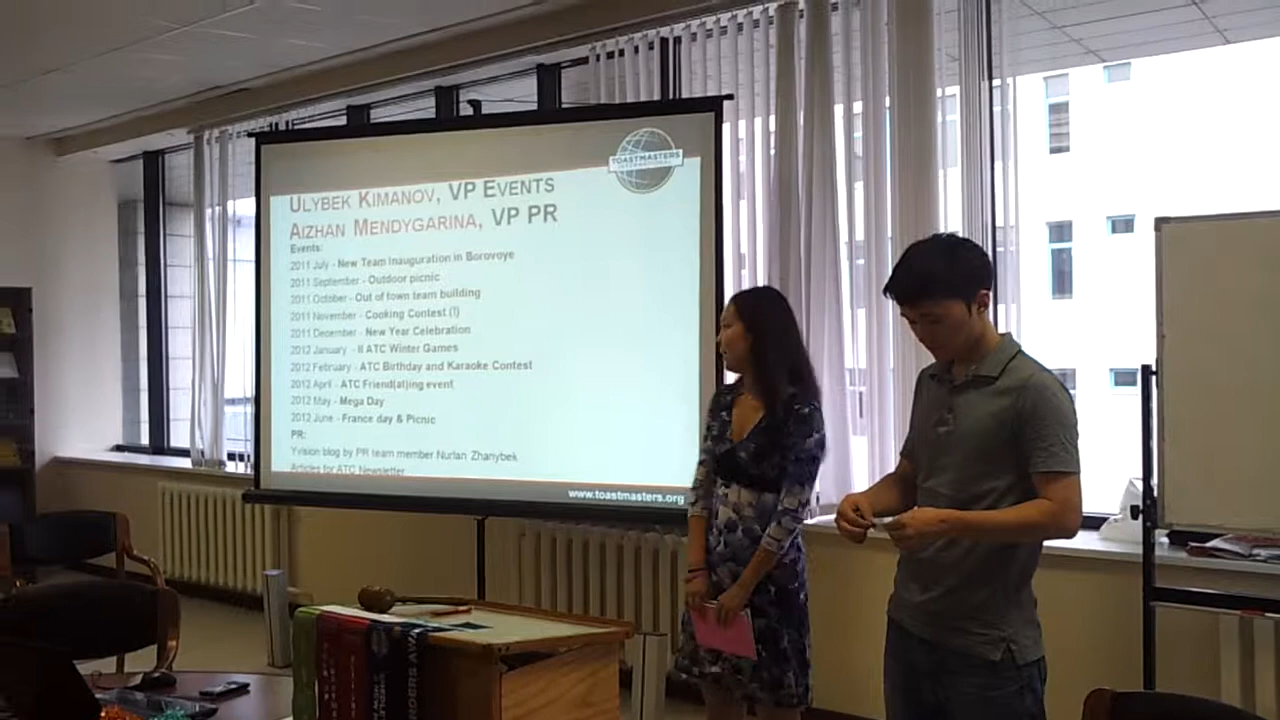 TOASTMASTERS
INTERNATIONAL
ULYBEK KIMANOV, VP EVENTS
AIZHAN MENDYGARINA, VP PR
Events:
2011 July - New Team Inauguration in Borovoye
2011 September - Outdoor picnic
2011 October - Out of town team building
2011 November - Cooking Contest (!)
2011 December - New Year Celebration
2012 January - II ATC Winter Games
2012 February - ATC Birthday and Karaoke Contest
2012 April - ATC Friend(at)ing event
2012 May - Mega Day
2012 June - France day & Picnic
PR:
Yvision blog by PR team member Nurlan Zhanybek
Articles for ATC Newsletter
www.toastmasters.org